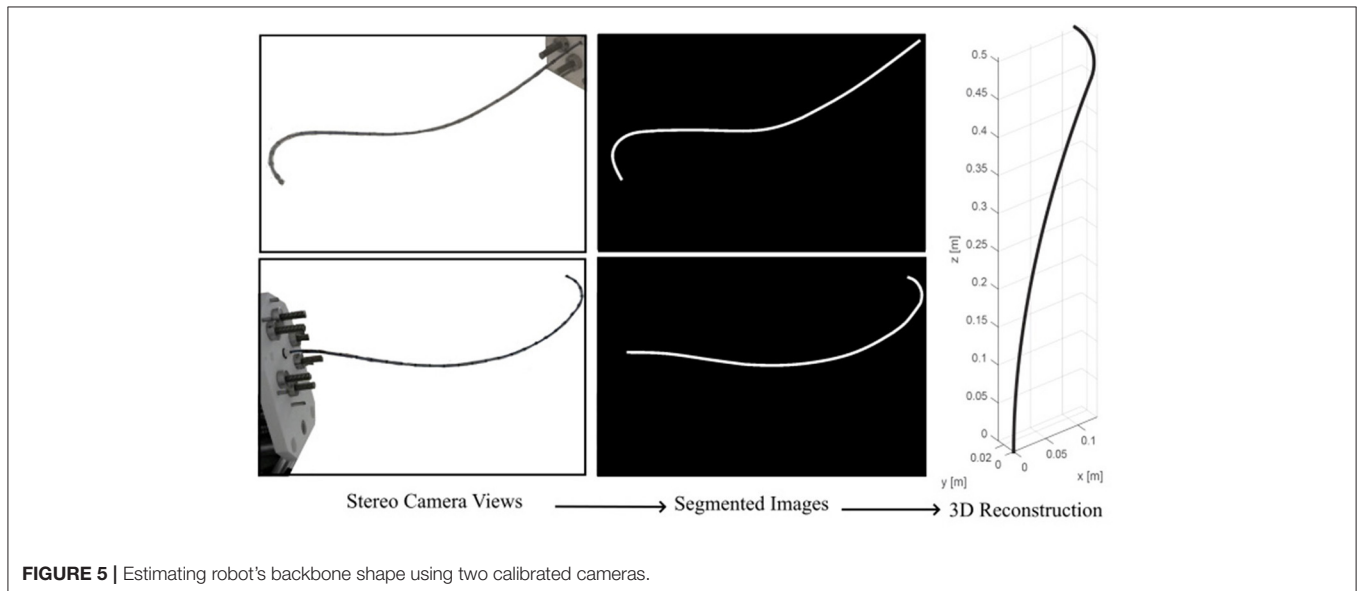 0.5
0.45
0.4
0.35
0.3
0.25
0.2
0.15
0.1
0.05
0
z [m]
0.02
0
y [m]
0
0.05
0.1
x [m]
Stereo Camera Views
Segmented Images
3D Reconstruction
FIGURE 5 | Estimating robot's backbone shape using two calibrated cameras.